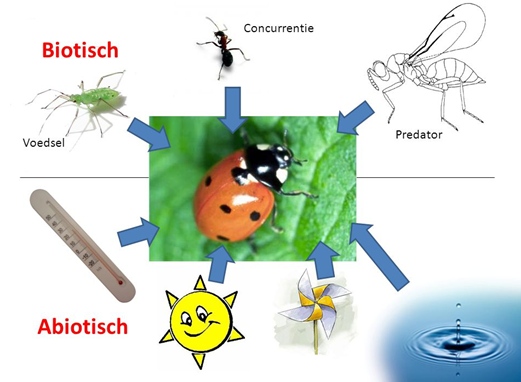 Concurrentie
Biotisch
Voedsel
Predator
Abiotisch